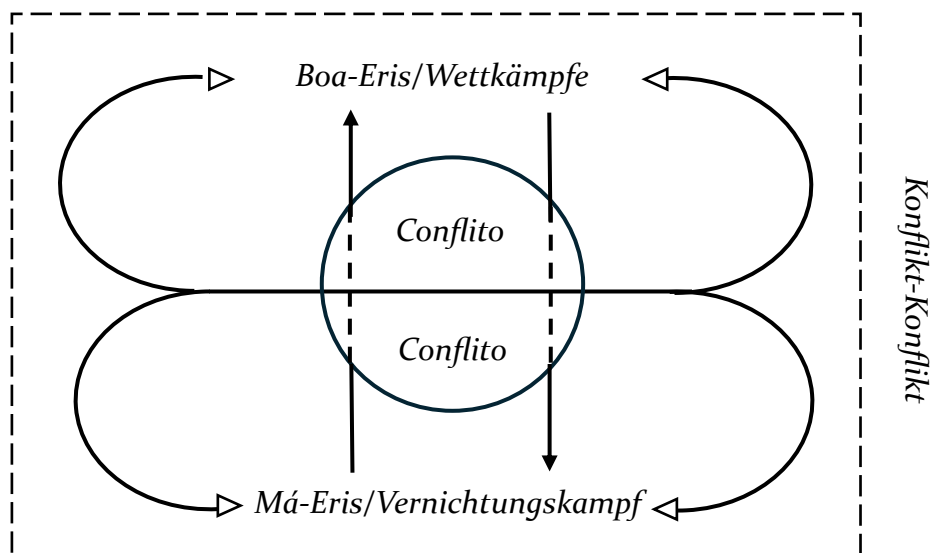 Boa-Eris/Wettkämpfe
Conflito
Conflito
Má-Eris/Vernichtungskampf
Konflikt-Konflikt